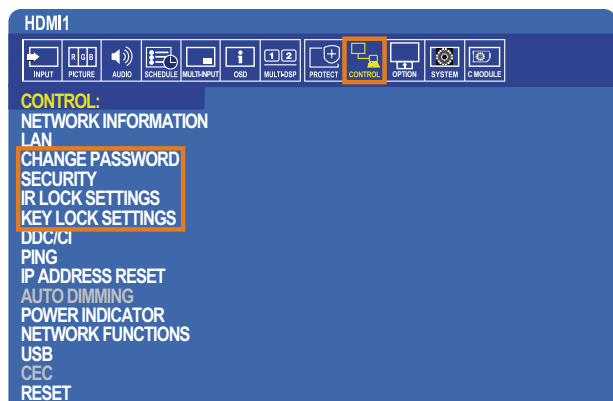 HDMI1
R G B
1 2
INPUT PICTURE AUDIO SCHEDULE MULTI-INPUT OSD MULTI-DSP PROTECT CONTROL OPTION SYSTEM C MODULE
CONTROL:
NETWORK INFORMATION
LAN
CHANGE PASSWORD
SECURITY
IR LOCK SETTINGS
KEY LOCK SETTINGS
DDC/CI
PING
IP ADDRESS RESET
AUTO DIMMING
POWER INDICATOR
NETWORK FUNCTIONS
USB
CEC
RESET